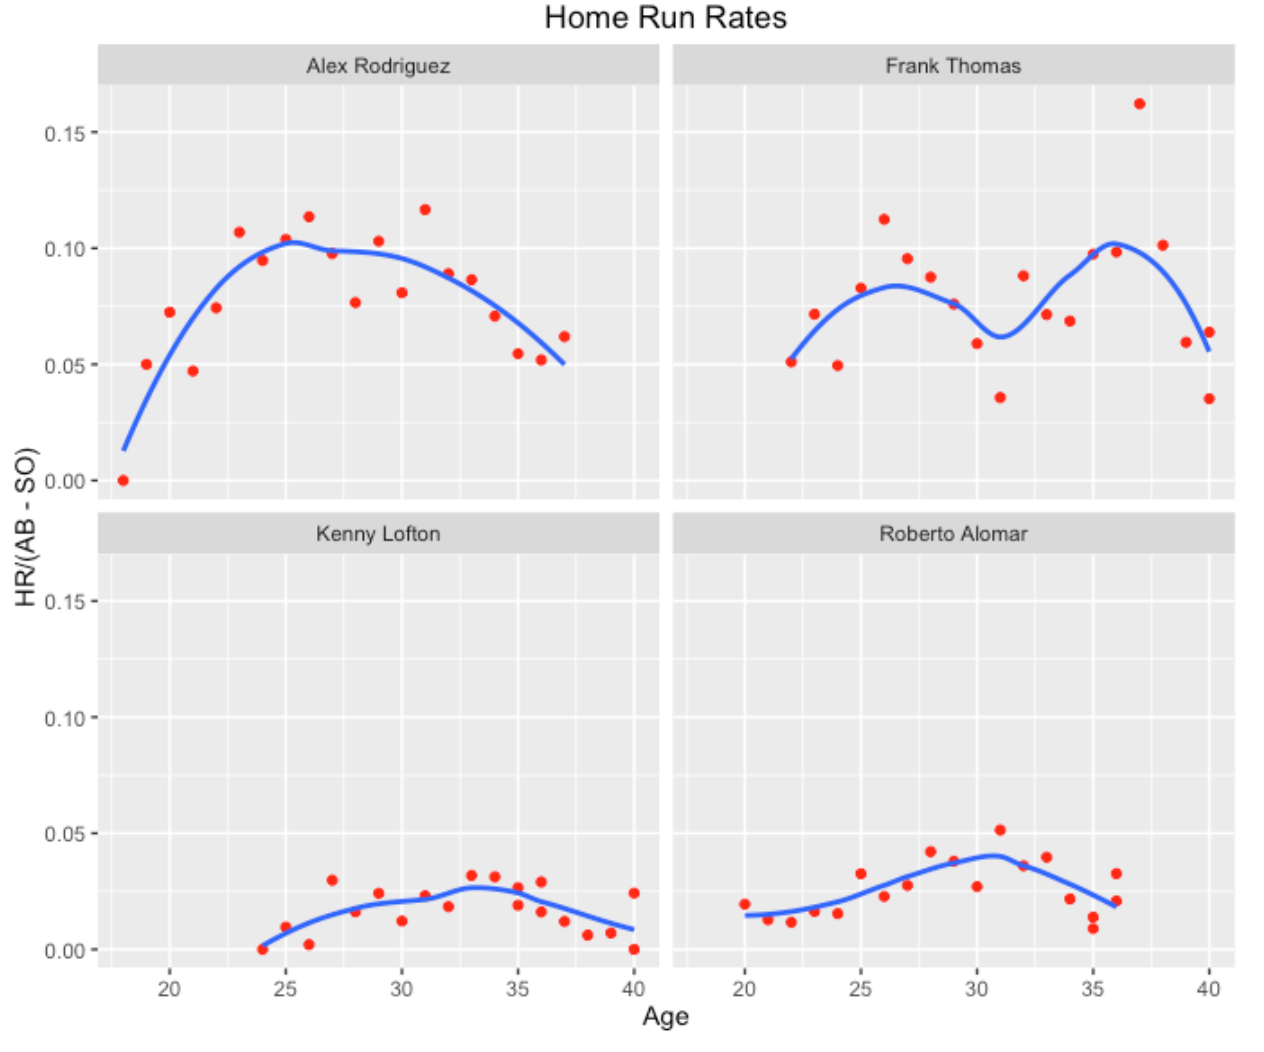 Home Run Rates
Alex Rodriguez
Frank Thomas
0.15
0.10
0.05
0.00
HR/(AB - SO)
Kenny Lofton
Roberto Alomar
0.15
0.10
0.05
0.00
20 25 30 35 40
20 25 30 35 40
Age